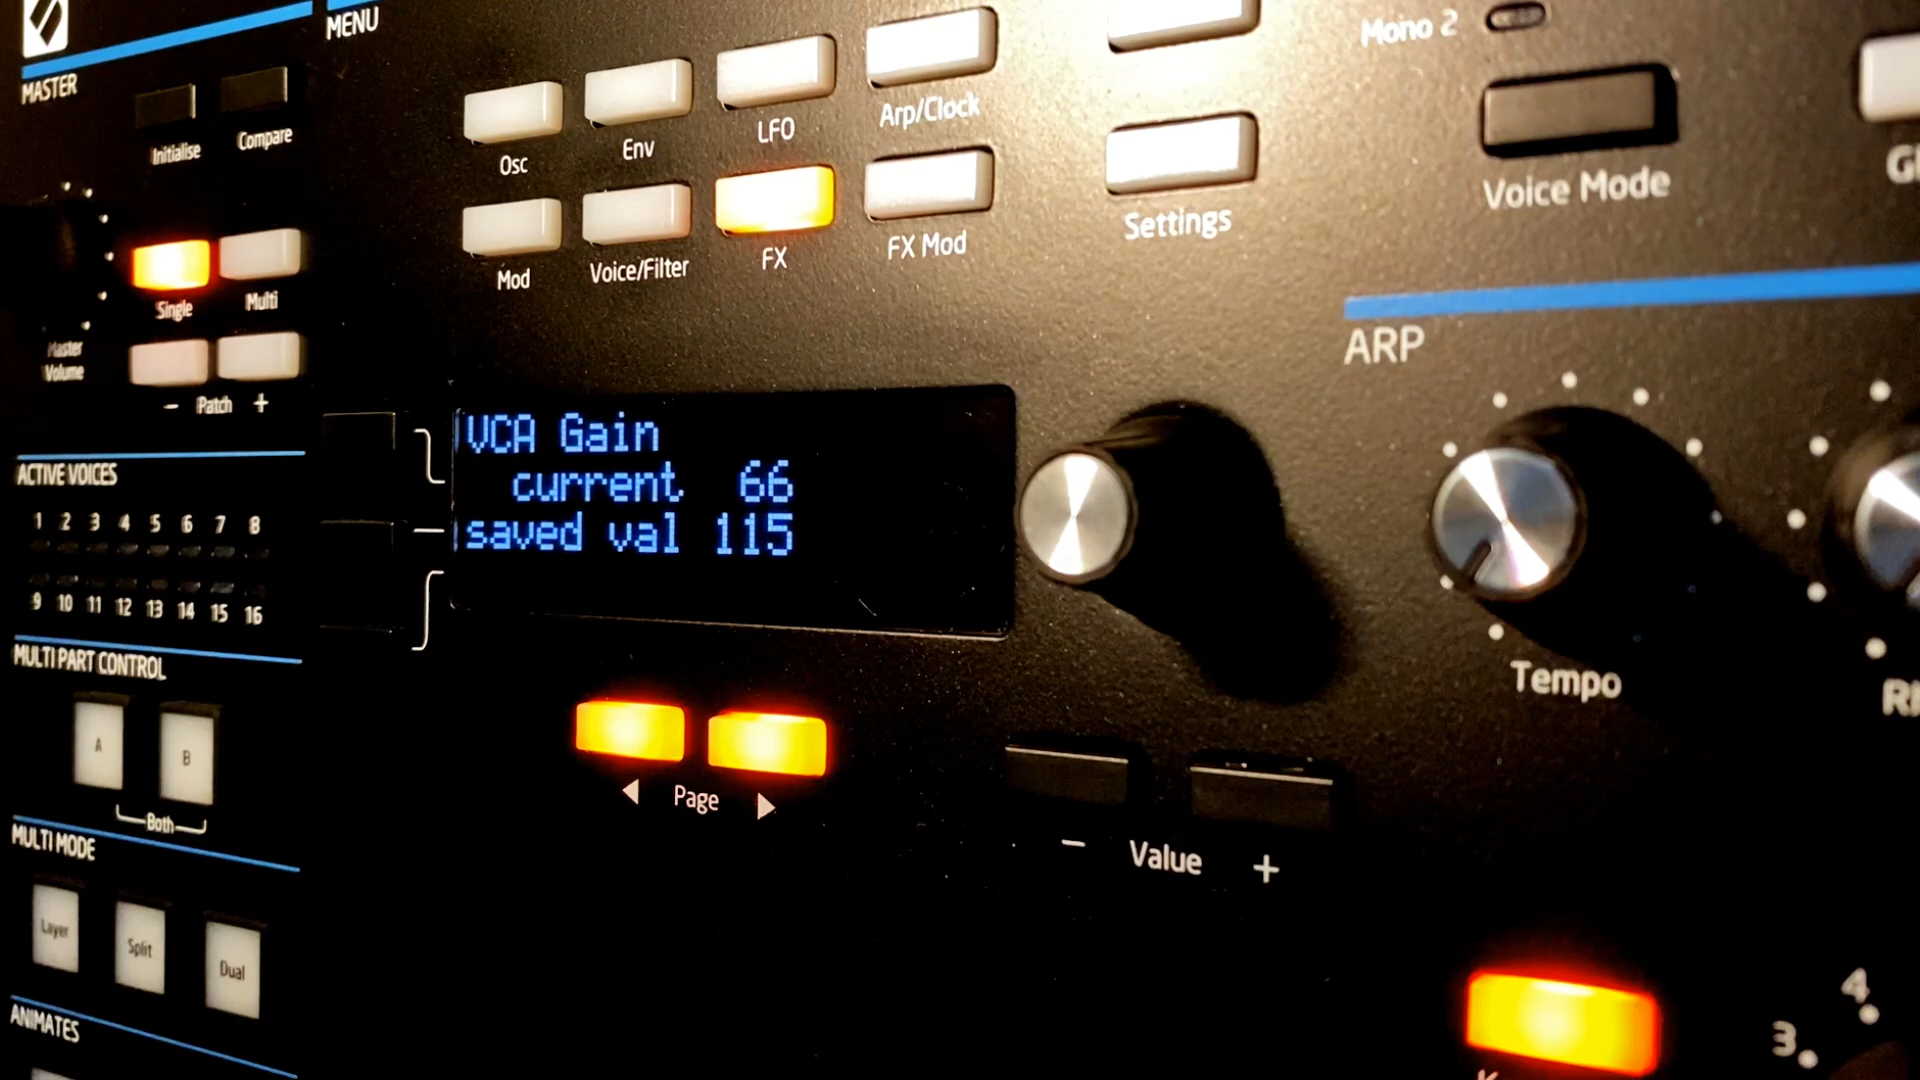 MASTER
Initialise
Compare
Single
Multi
Master
Volume
− Patch +
ACTIVE VOICES
1 2 3 4 5 6 7 8
9 10 11 12 13 14 15 16
MULTI PART CONTROL
A B
Both
MULTI MODE
Layer Split Dual
ANIMATES
MENU
Osc Env LFO Arp/Clock
Mod Voice/Filter FX FX Mod
Settings
VCA Gain
current 66
saved val 115
Page
− Value +
Mono 2
Voice Mode
ARP
Tempo
4
3